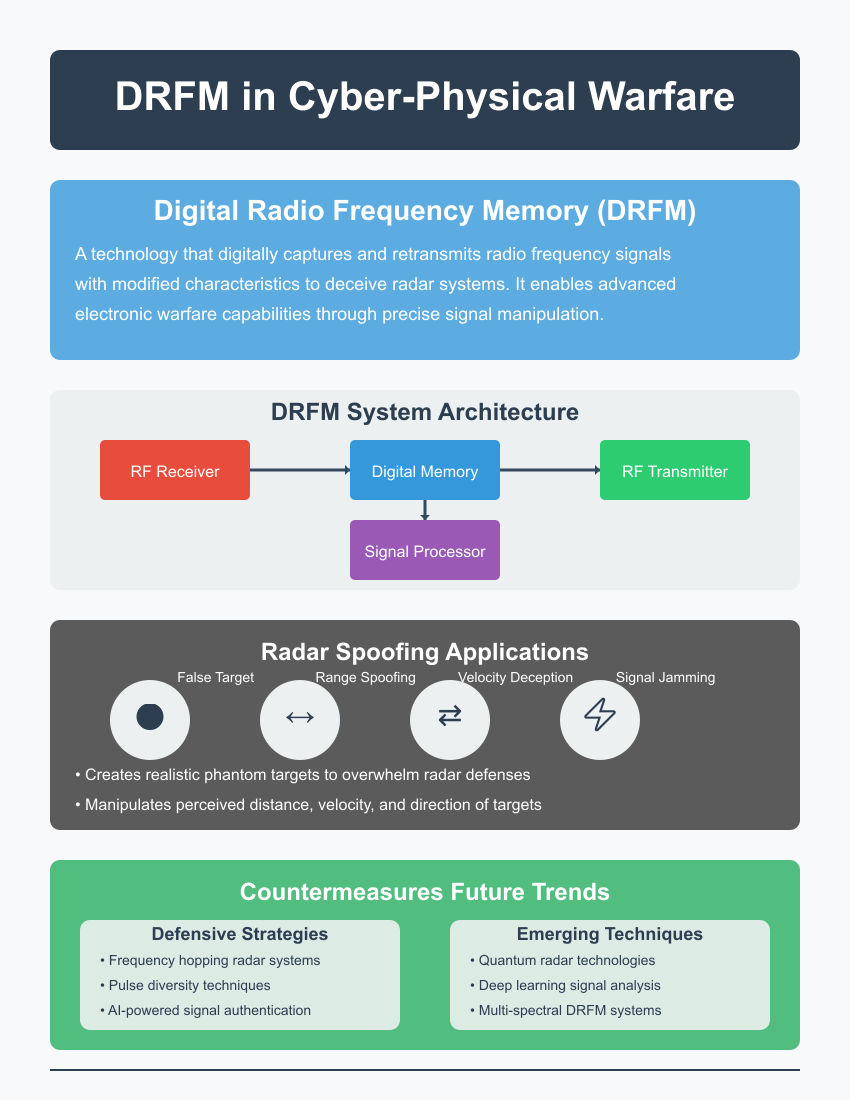 DRFM in Cyber-Physical Warfare
Digital Radio Frequency Memory (DRFM)
A technology that digitally captures and retransmits radio frequency signals
with modified characteristics to deceive radar systems. It enables advanced
electronic warfare capabilities through precise signal manipulation.
DRFM System Architecture
RF Receiver
Digital Memory
RF Transmitter
Signal Processor
Radar Spoofing Applications
False Target
Range Spoofing
Velocity Deception
Signal Jamming
• Creates realistic phantom targets to overwhelm radar defenses
• Manipulates perceived distance, velocity, and direction of targets
Countermeasures Future Trends
Defensive Strategies
• Frequency hopping radar systems
• Pulse diversity techniques
• AI-powered signal authentication
Emerging Techniques
• Quantum radar technologies
• Deep learning signal analysis
• Multi-spectral DRFM systems